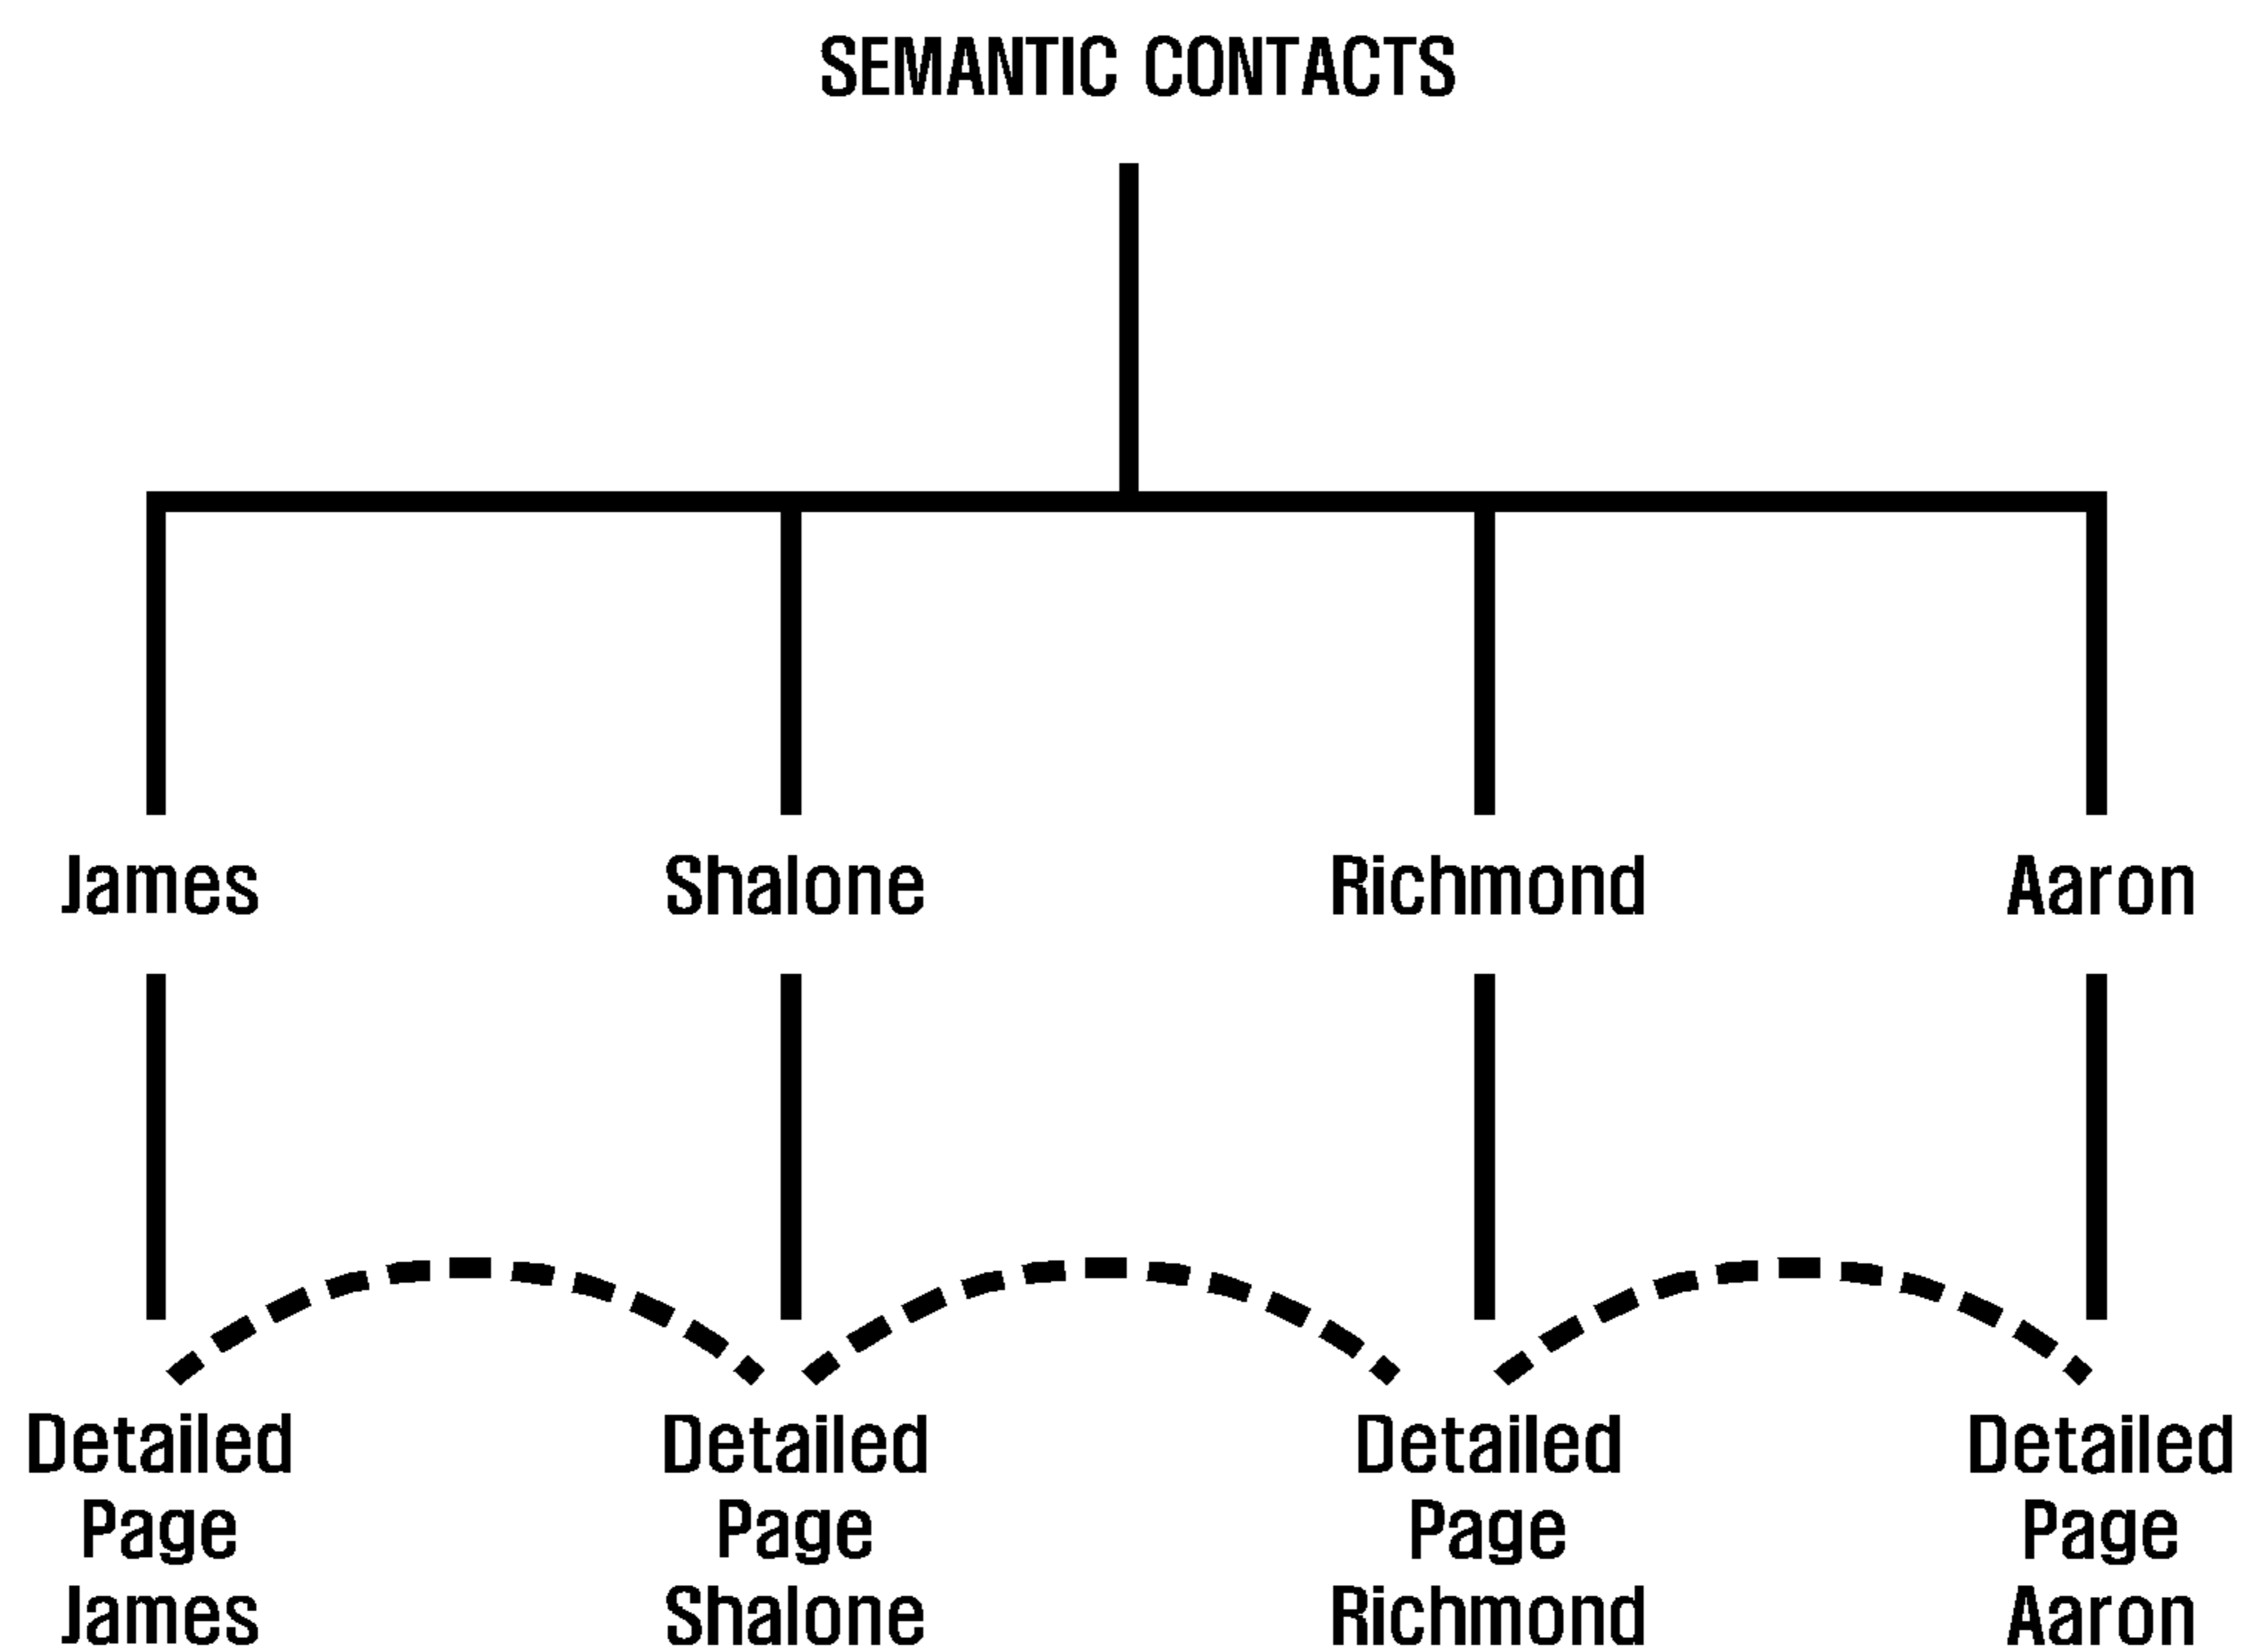 SEMANTIC CONTACTS
James
Shalone
Richmond
Aaron
Detailed
Page
James
Detailed
Page
Shalone
Detailed
Page
Richmond
Detailed
Page
Aaron